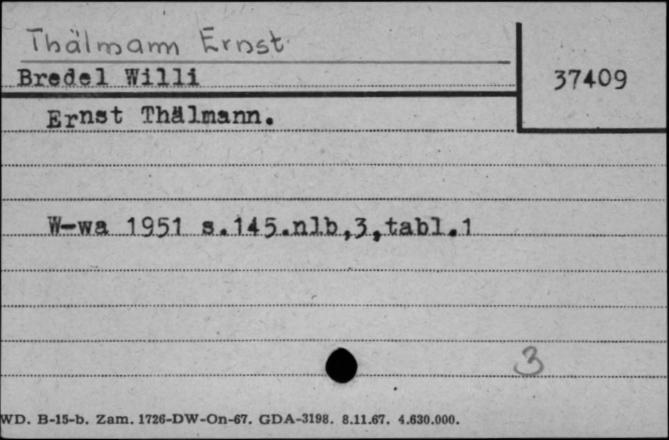 Thälmann Ernst
Bredel Willi
37409
Ernst Thälmann.
W-wa 1951 s.145.nlb,3,tabl.1
3
WD. B-15-b. Zam. 1726-DW-On-67. GDA-3198. 8.11.67. 4.630.000.